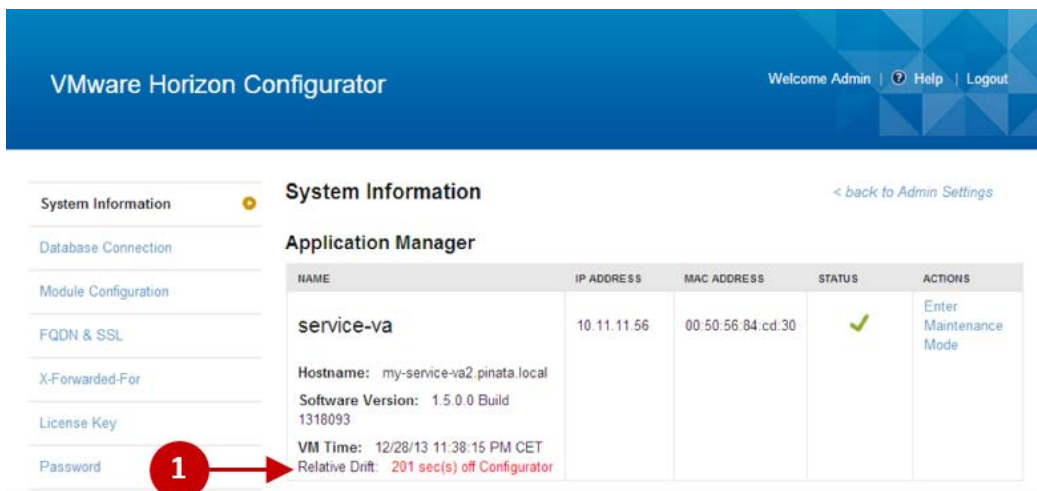 VMware Horizon Configurator
Welcome Admin | ? Help | Logout
System Information
Database Connection
Module Configuration
FQDN & SSL
X-Forwarded-For
License Key
Password
System Information
< back to Admin Settings
Application Manager
NAME IP ADDRESS MAC ADDRESS STATUS ACTIONS
service-va 10.11.11.56 00:50:56:84:cd:30
Enter
Maintenance
Mode
Hostname: my-service-va2.pinata.local
Software Version: 1.5.0.0 Build
1318093
VM Time: 12/28/13 11:38:15 PM CET
1
Relative Drift: 201 sec(s) off Configurator